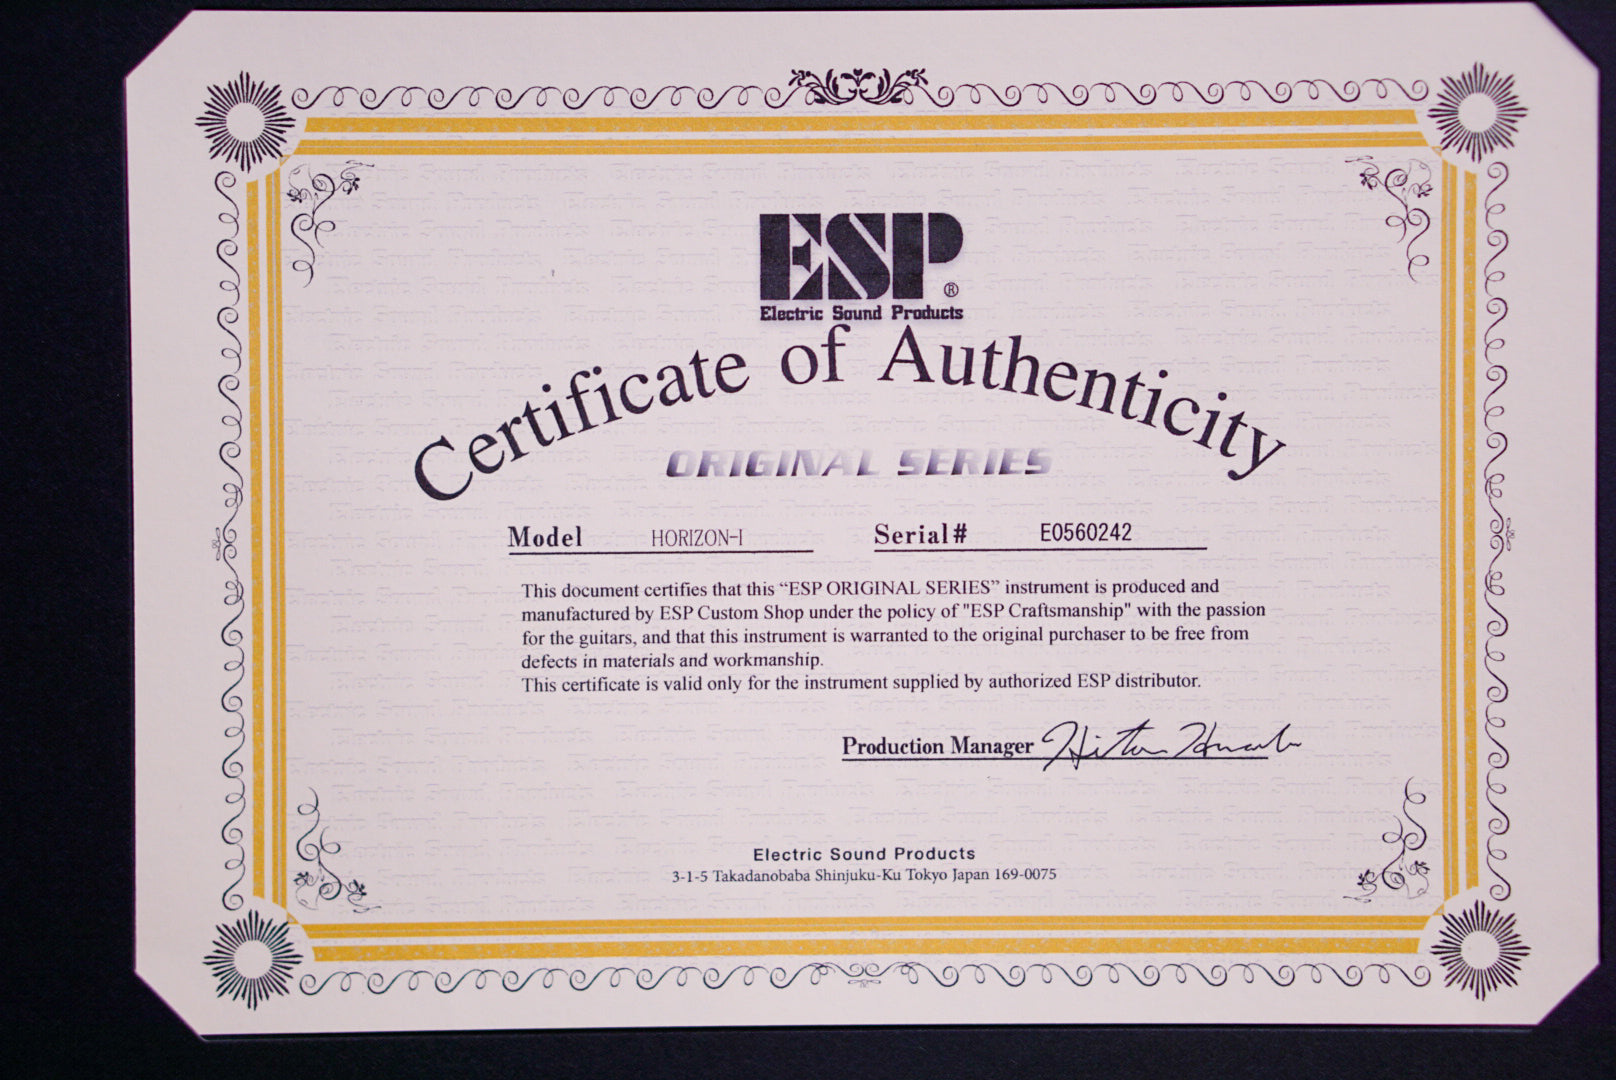 ESP®
Electric Sound Products
Certificate of Authenticity
ORIGINAL SERIES
Model HORIZON-I Serial# E0560242
This document certifies that this “ESP ORIGINAL SERIES” instrument is produced and
manufactured by ESP Custom Shop under the policy of "ESP Craftsmanship" with the passion
for the guitars, and that this instrument is warranted to the original purchaser to be free from
defects in materials and workmanship.
This certificate is valid only for the instrument supplied by authorized ESP distributor.
Production Manager
Electric Sound Products
3-1-5 Takadanobaba Shinjuku-Ku Tokyo Japan 169-0075